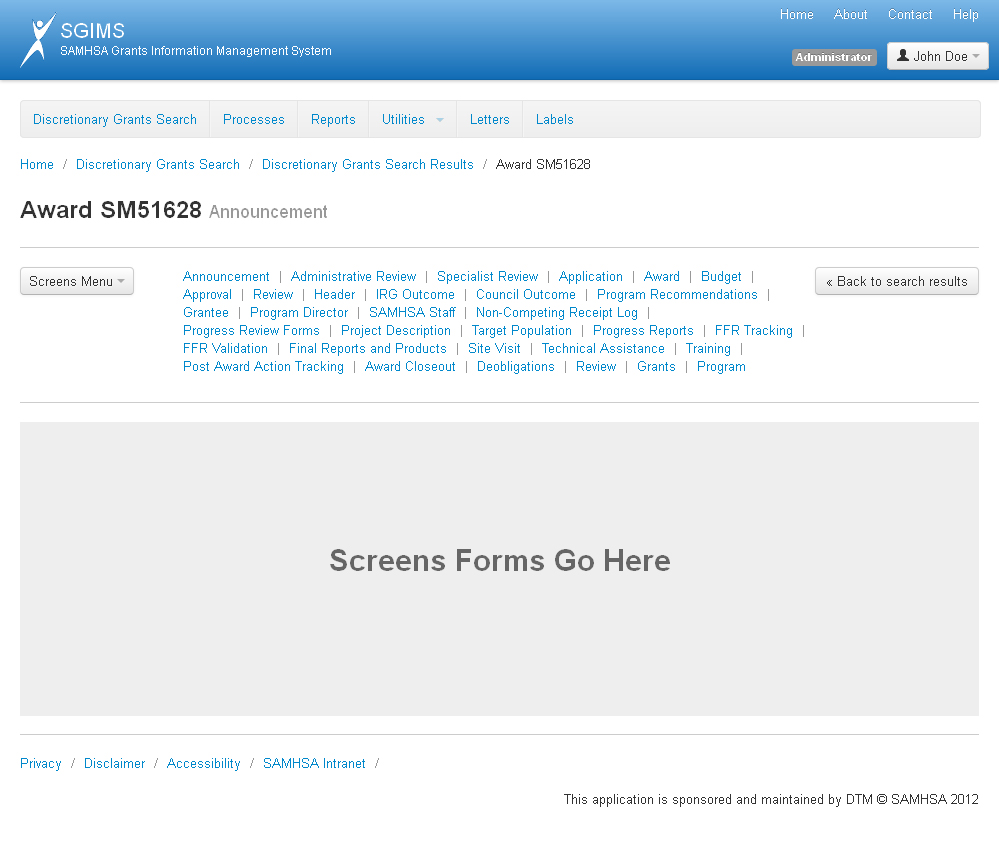 Home About Contact Help
SGIMS
SAMHSA Grants Information Management System
Administrator John Doe
Discretionary Grants Search Processes Reports Utilities Letters Labels
Home / Discretionary Grants Search / Discretionary Grants Search Results / Award SM51628
Award SM51628 Announcement
Screens Menu
Announcement | Administrative Review | Specialist Review | Application | Award | Budget |
Approval | Review | Header | IRG Outcome | Council Outcome | Program Recommendations |
Grantee | Program Director | SAMHSA Staff | Non-Competing Receipt Log |
Progress Review Forms | Project Description | Target Population | Progress Reports | FFR Tracking |
FFR Validation | Final Reports and Products | Site Visit | Technical Assistance | Training |
Post Award Action Tracking | Award Closeout | Deobligations | Review | Grants | Program
« Back to search results
Screens Forms Go Here
Privacy / Disclaimer / Accessibility / SAMHSA Intranet /
This application is sponsored and maintained by DTM © SAMHSA 2012